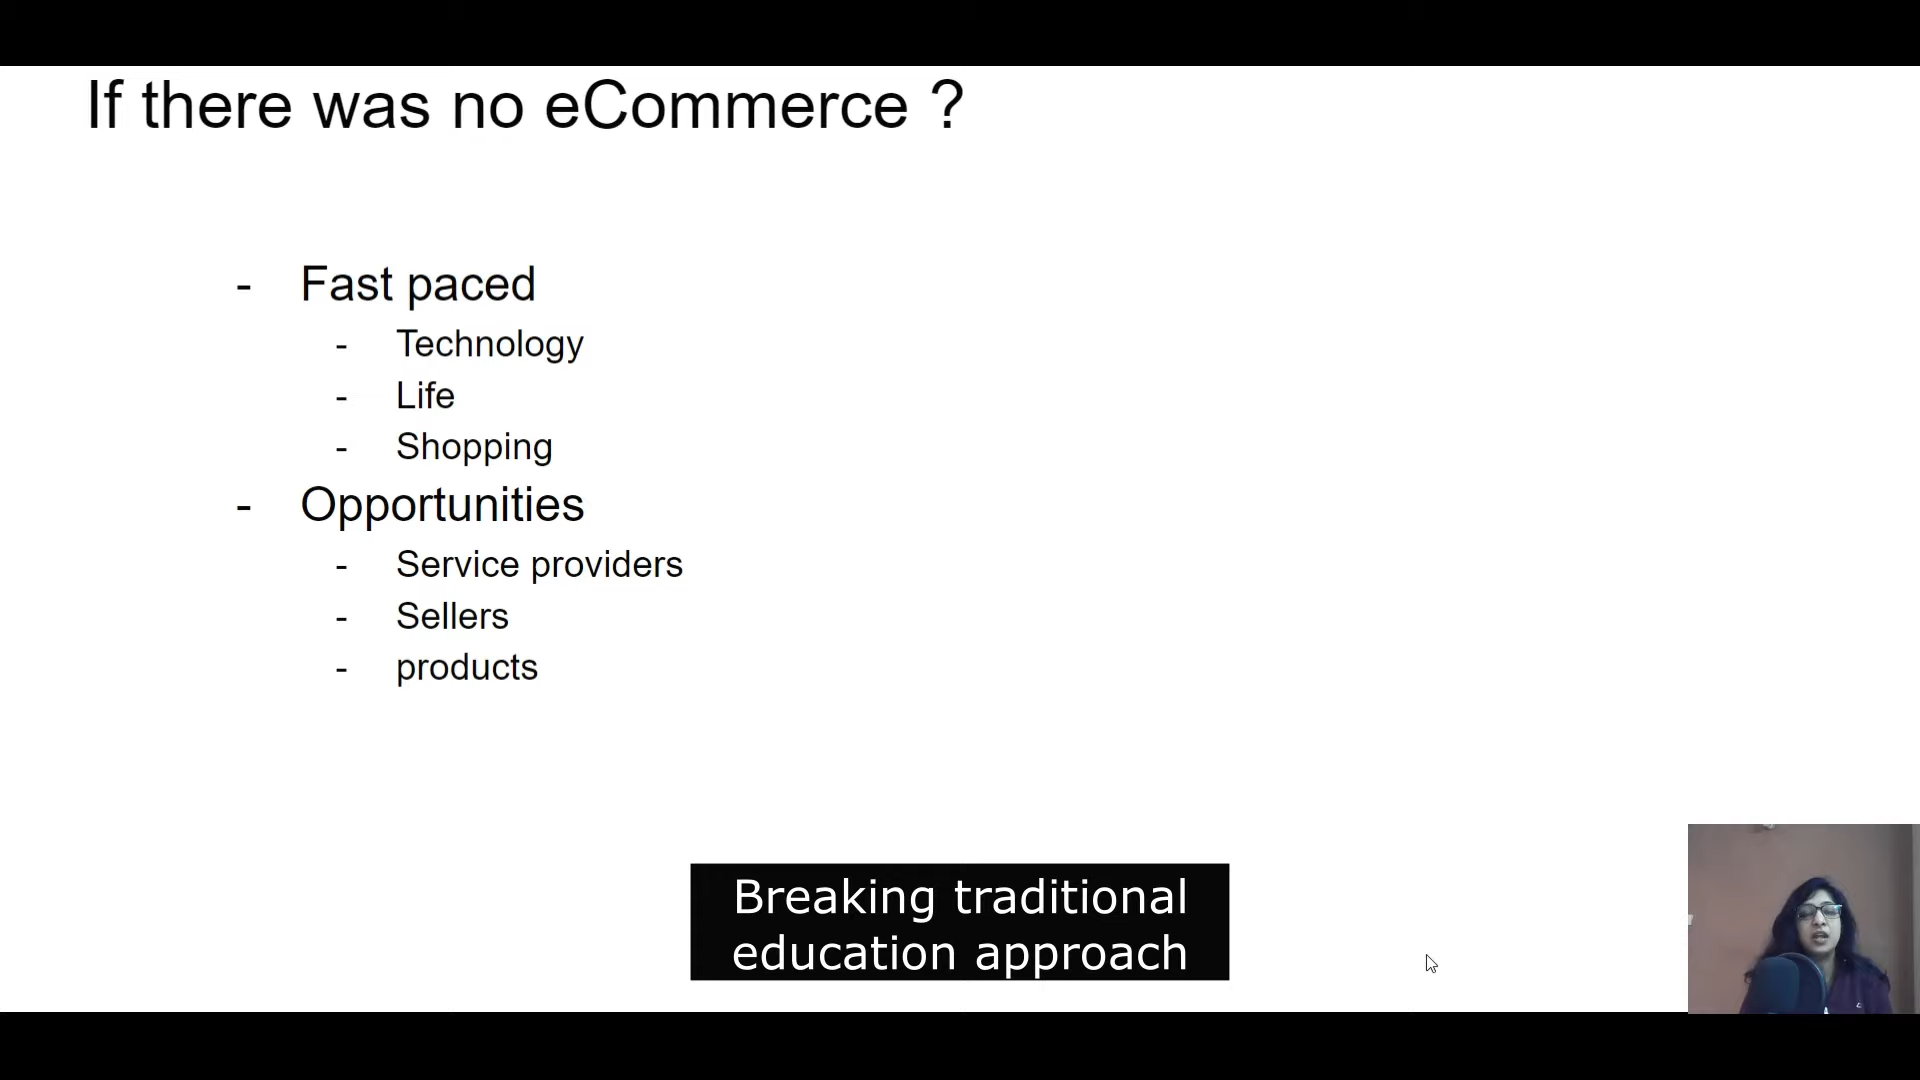 If there was no eCommerce ?
- Fast paced
- Technology
- Life
- Shopping
- Opportunities
- Service providers
- Sellers
- products
Breaking traditional
education approach